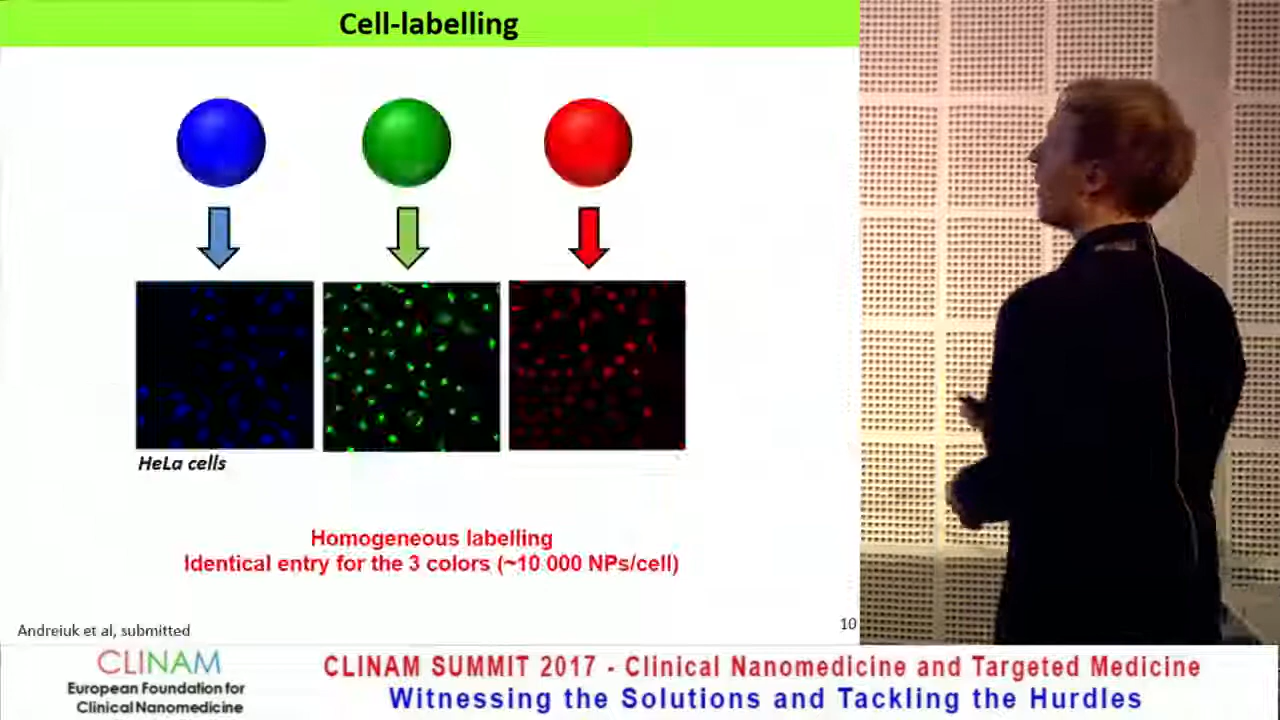 Cell-labelling
HeLa cells
Homogeneous labelling
Identical entry for the 3 colors (~10 000 NPs/cell)
Andreiuk et al, submitted
10
CLINAM
European Foundation for
Clinical Nanomedicine
CLINAM SUMMIT 2017 - Clinical Nanomedicine and Targeted Medicine
Witnessing the Solutions and Tackling the Hurdles